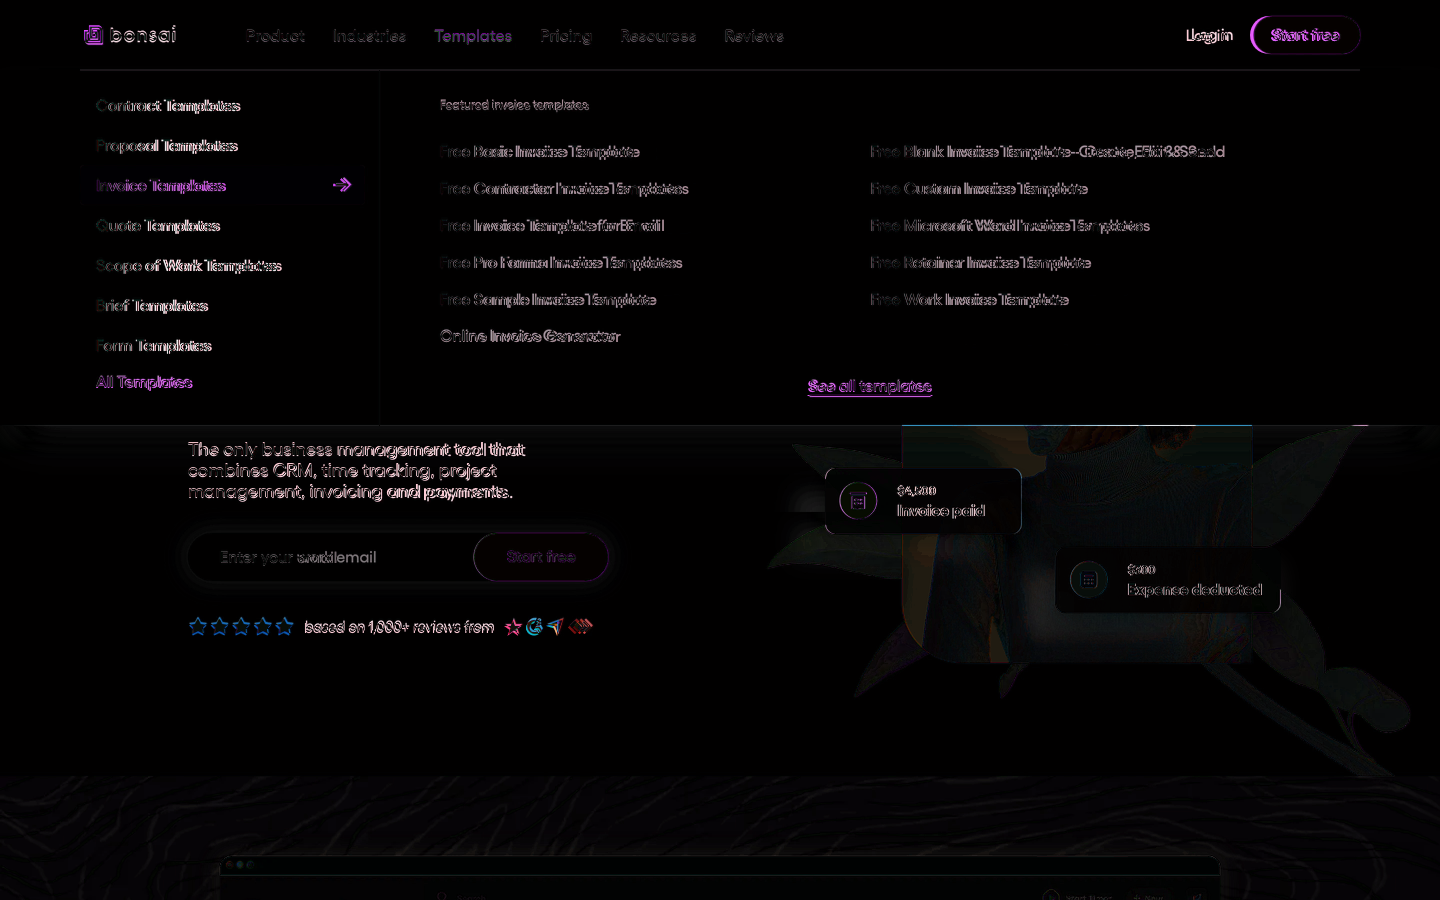 bonsai
Product Industries Templates Pricing Resources Reviews
Log in
Start free
Contract Templates
Proposal Templates
Invoice Templates
Quote Templates
Scope of Work Templates
Brief Templates
Form Templates
All Templates
Featured invoice templates
Free Basic Invoice Template
Free Contractor Invoice Templates
Free Invoice Template for Email
Free Pro Forma Invoice Templates
Free Sample Invoice Template
Online Invoice Generator
Free Blank Invoice Template
Free Custom Invoice Template
Free Microsoft Word Invoice Templates
Free Retainer Invoice Template
Free Work Invoice Template
See all templates
The only business management tool that
combines CRM, time tracking, project
management, invoicing and payments.
Enter your email
Start free
based on 1,000+ reviews from
Invoice paid
Expense deducted